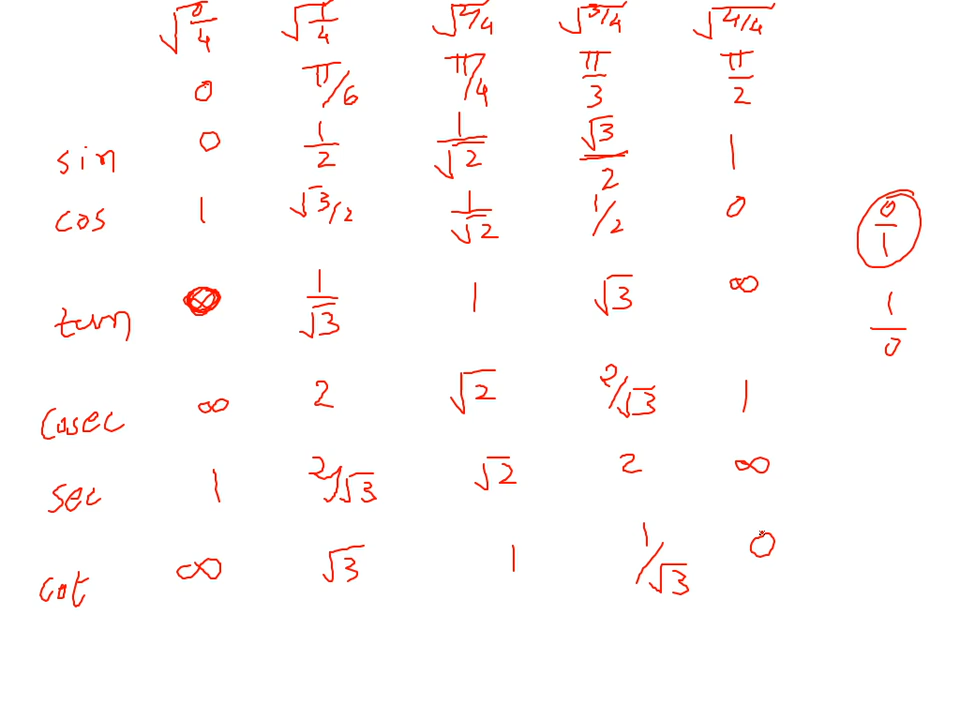 √0/4 √1/4 √2/4 √3/4 √4/4
0 π/6 π/4 π/3 π/2
sin 0 1/2 1/√2 √3/2 1
cos 1 √3/2 1/√2 1/2 0 0/1
tan 1/√3 1 √3 ∞ 1/0
cosec ∞ 2 √2 2/√3 1
sec 1 2/√3 √2 2 ∞
cot ∞ √3 1 1/√3 0